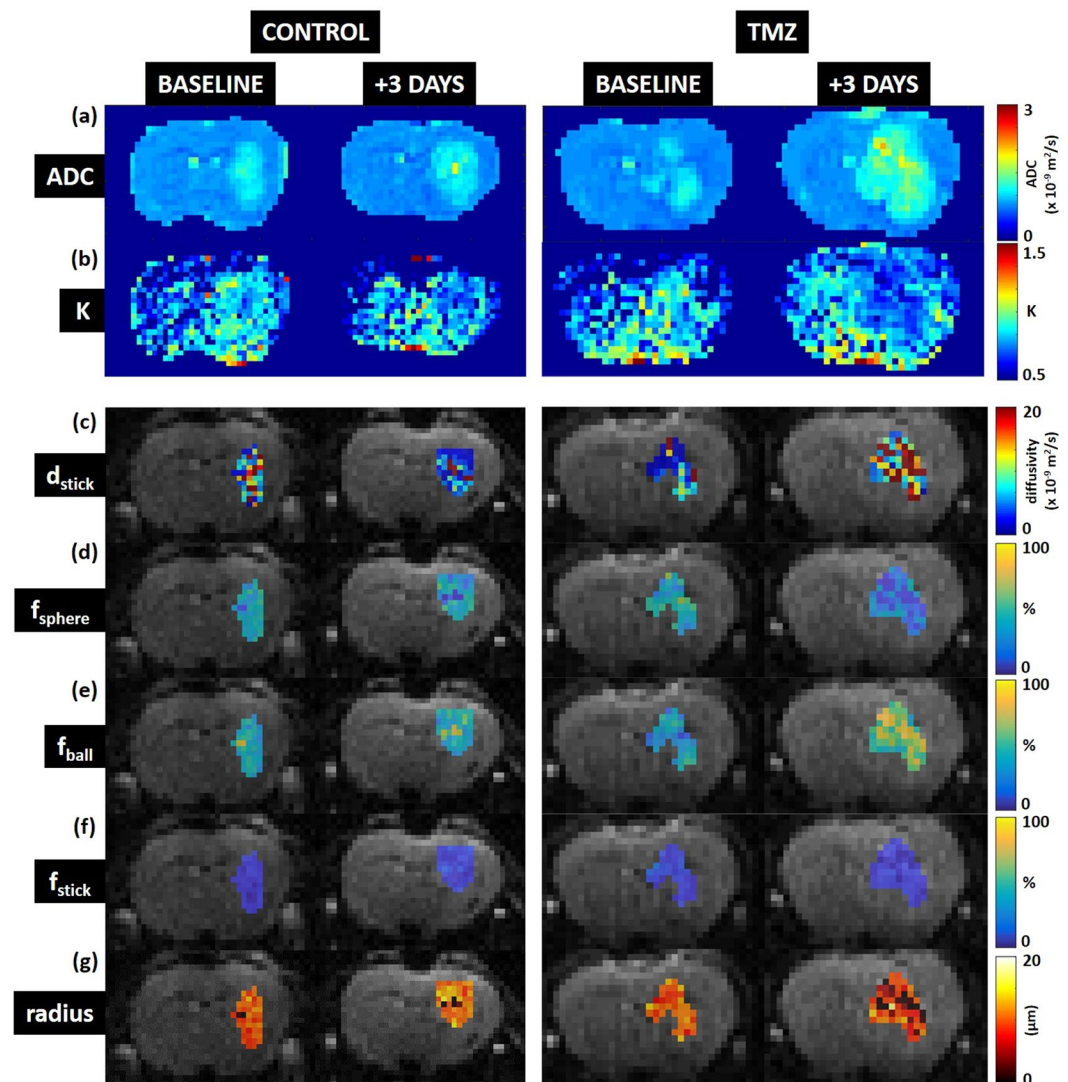 CONTROL TMZ
BASELINE +3 DAYS BASELINE +3 DAYS
(a)
ADC
3
ADC
(x 10⁻⁹ m²/s)
0
(b)
K
1.5
K
0.5
(c)
dstick
20
diffusivity
(x 10⁻⁹ m²/s)
0
(d)
fsphere
100
%
0
(e)
fball
100
%
0
(f)
fstick
100
%
0
(g)
radius
20
(μm)
0